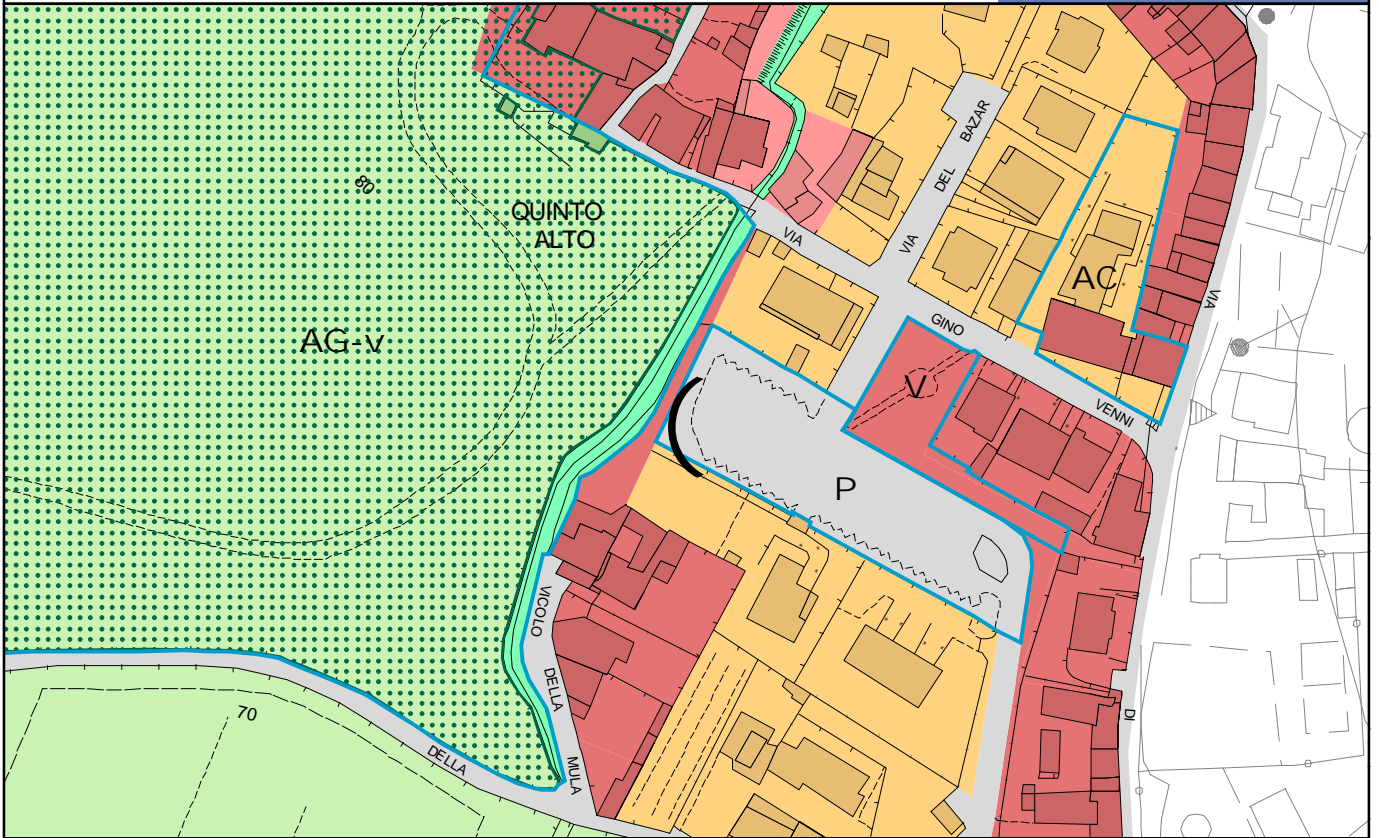 BAZAR
DEL
VIA
80
QUINTO
ALTO
VIA
AC
VIA
GINO
AG-v
V
VENNI
P
VICOLO
DELLA
MULA
70
DELLA
DI